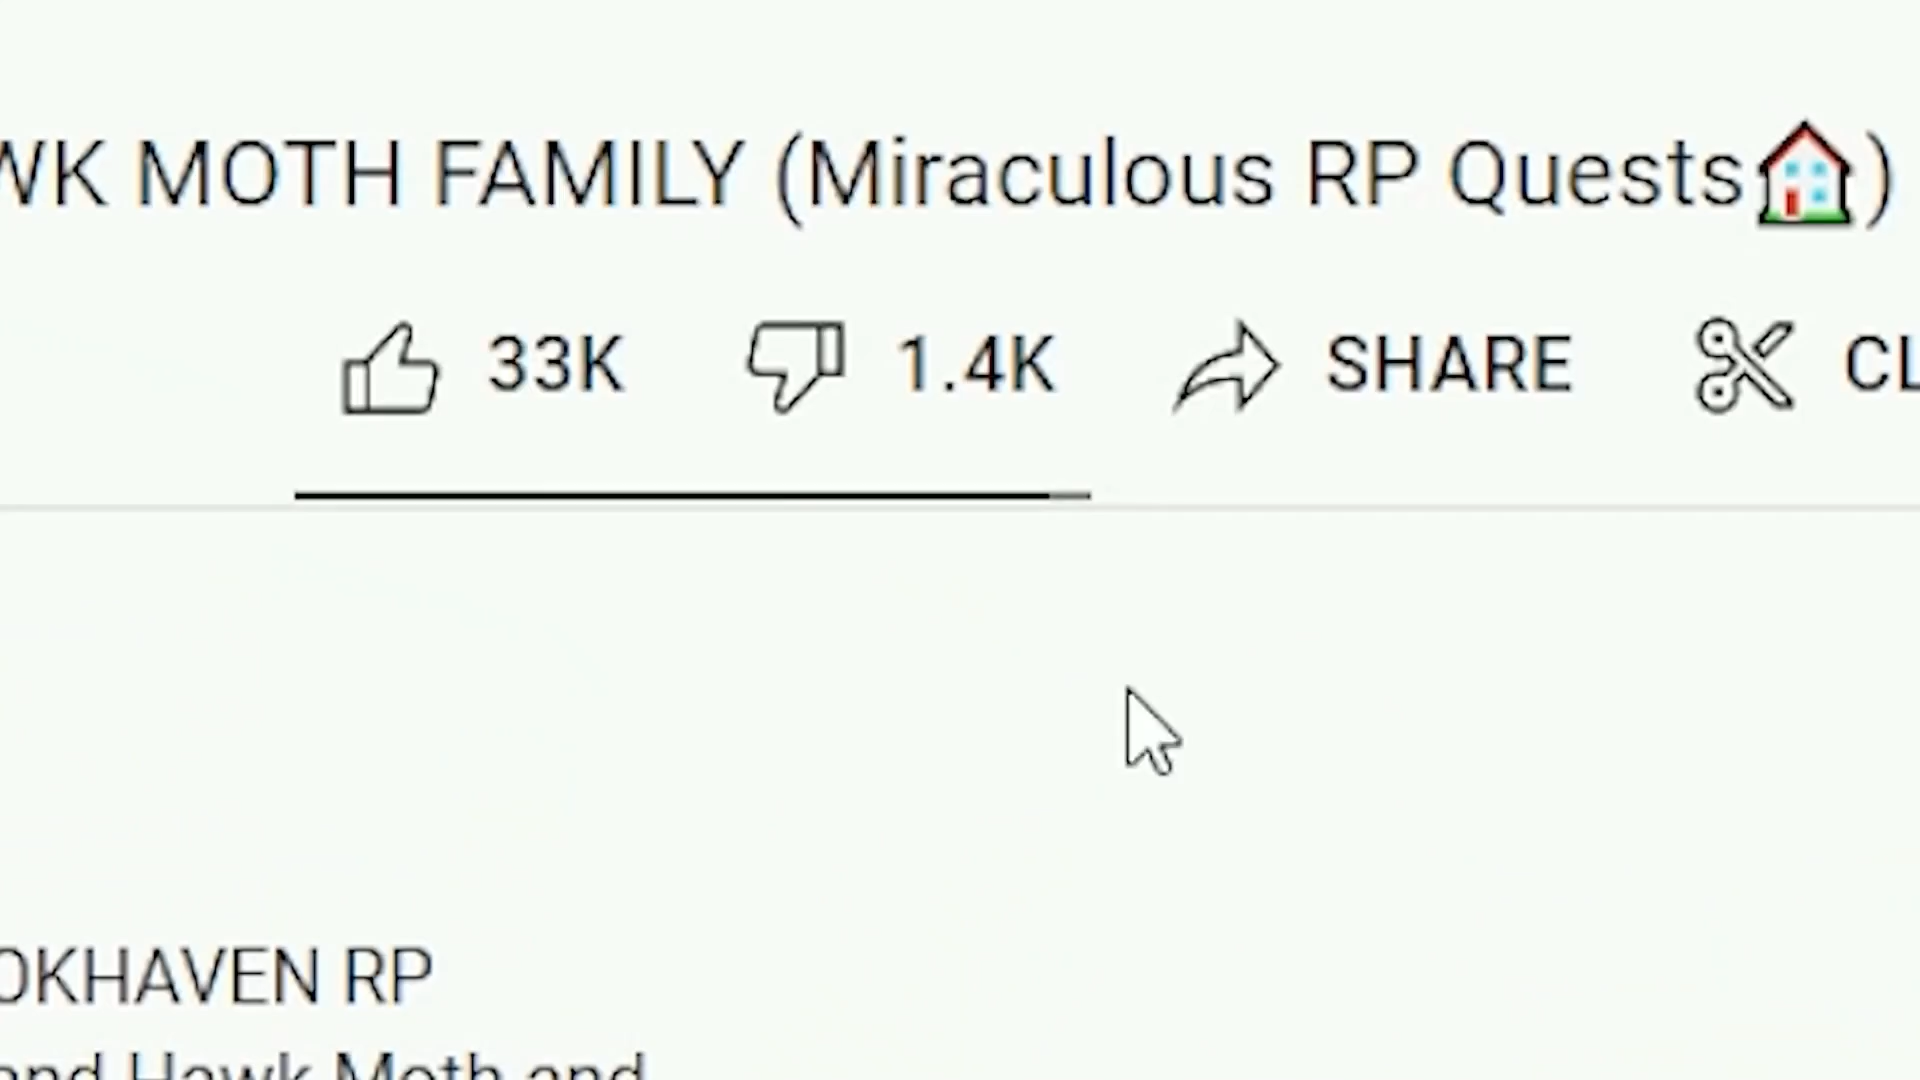 WK MOTH FAMILY (Miraculous RP Quests🏠)
33K 1.4K SHARE CL
OKHAVEN RP
and Hawk Moth and